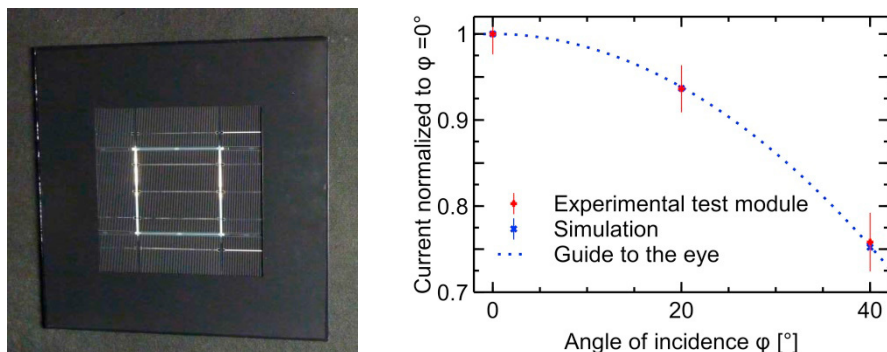 Current normalized to φ =0°
1
0.9
0.8
0.7
Experimental test module
Simulation
Guide to the eye
0
20
40
Angle of incidence φ [°]